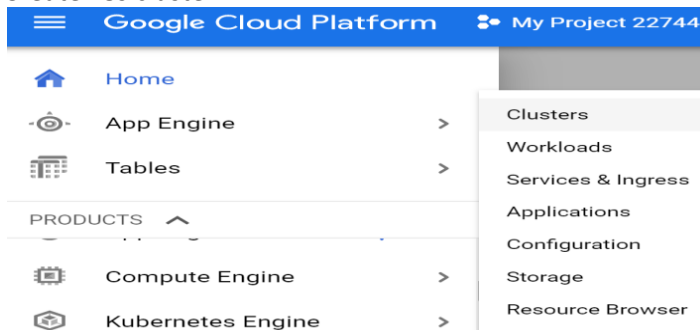 Google Cloud Platform
My Project 22744
Home
App Engine
Tables
PRODUCTS
Compute Engine
Kubernetes Engine
Clusters
Workloads
Services & Ingress
Applications
Configuration
Storage
Resource Browser